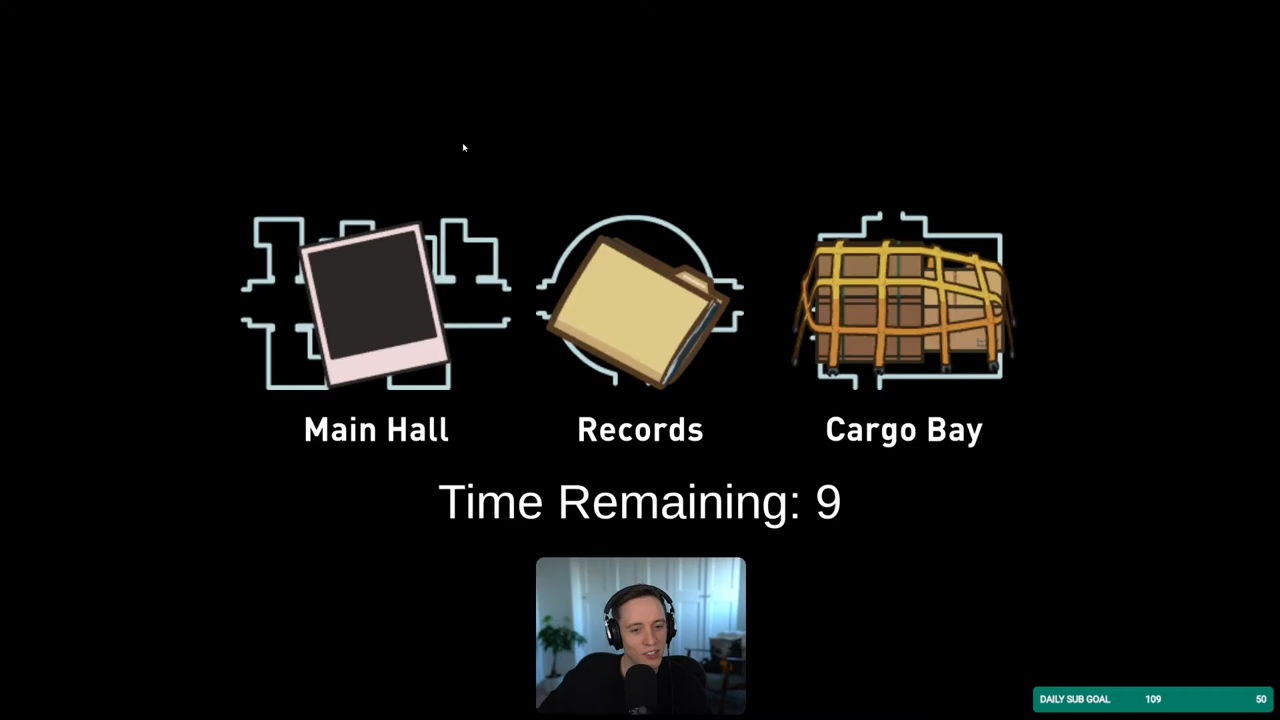 Main Hall
Records
Cargo Bay
Time Remaining: 9
DAILY SUB GOAL 109 50